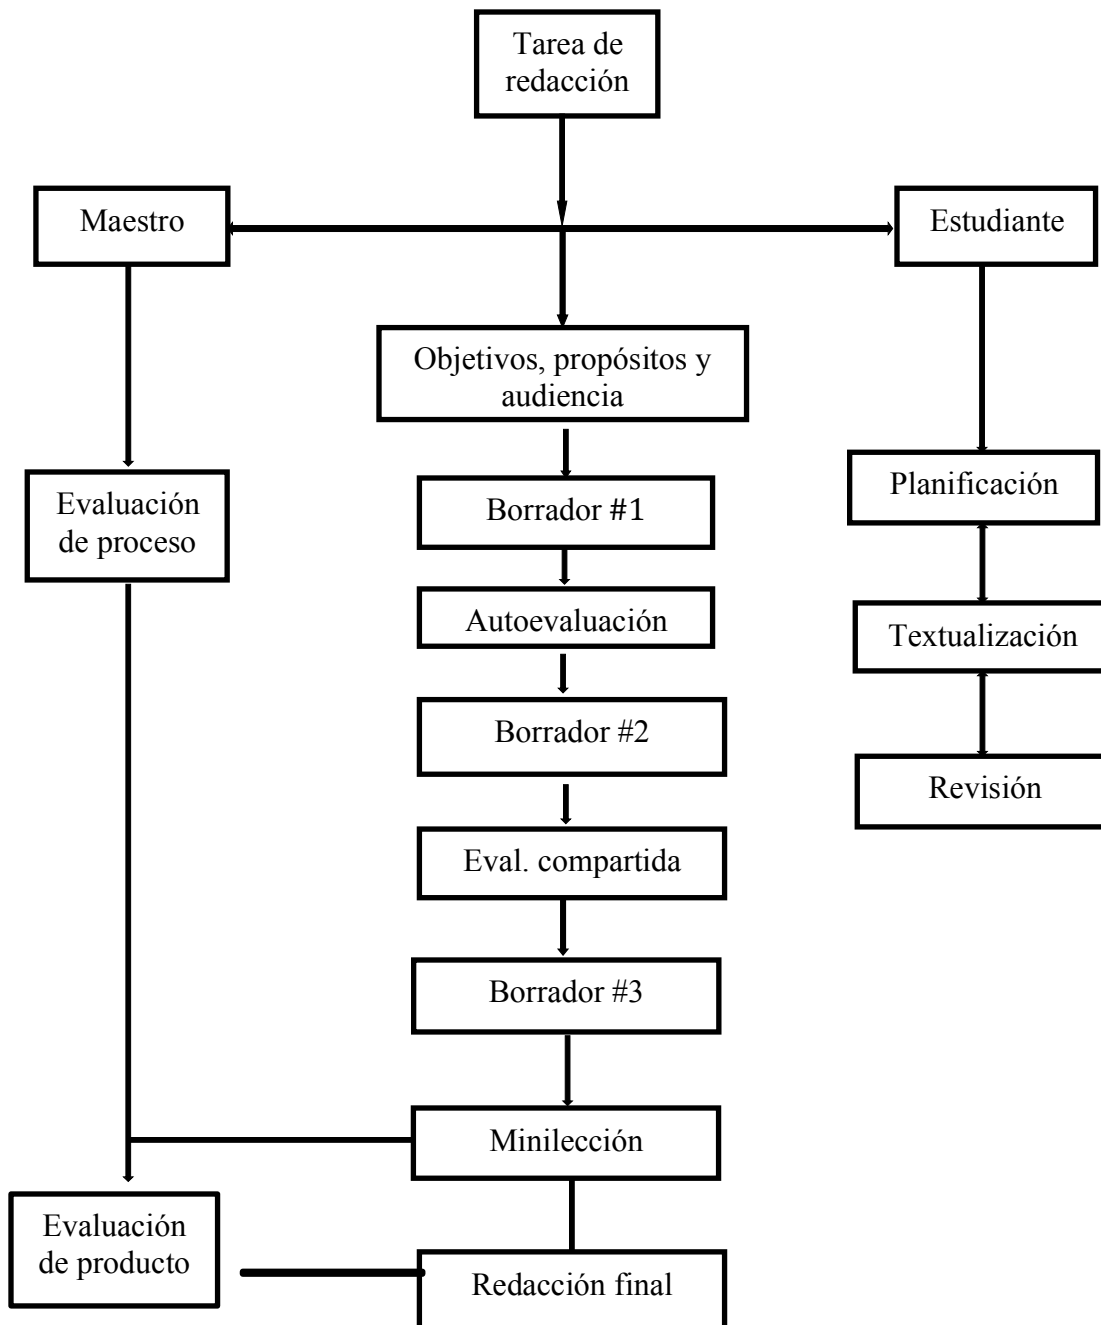 Tarea de
redacción
Maestro
Estudiante
Objetivos, propósitos y
audiencia
Evaluación
de proceso
Borrador #1
Planificación
Autoevaluación
Textualización
Borrador #2
Revisión
Eval. compartida
Borrador #3
Minilección
Evaluación
de producto
Redacción final